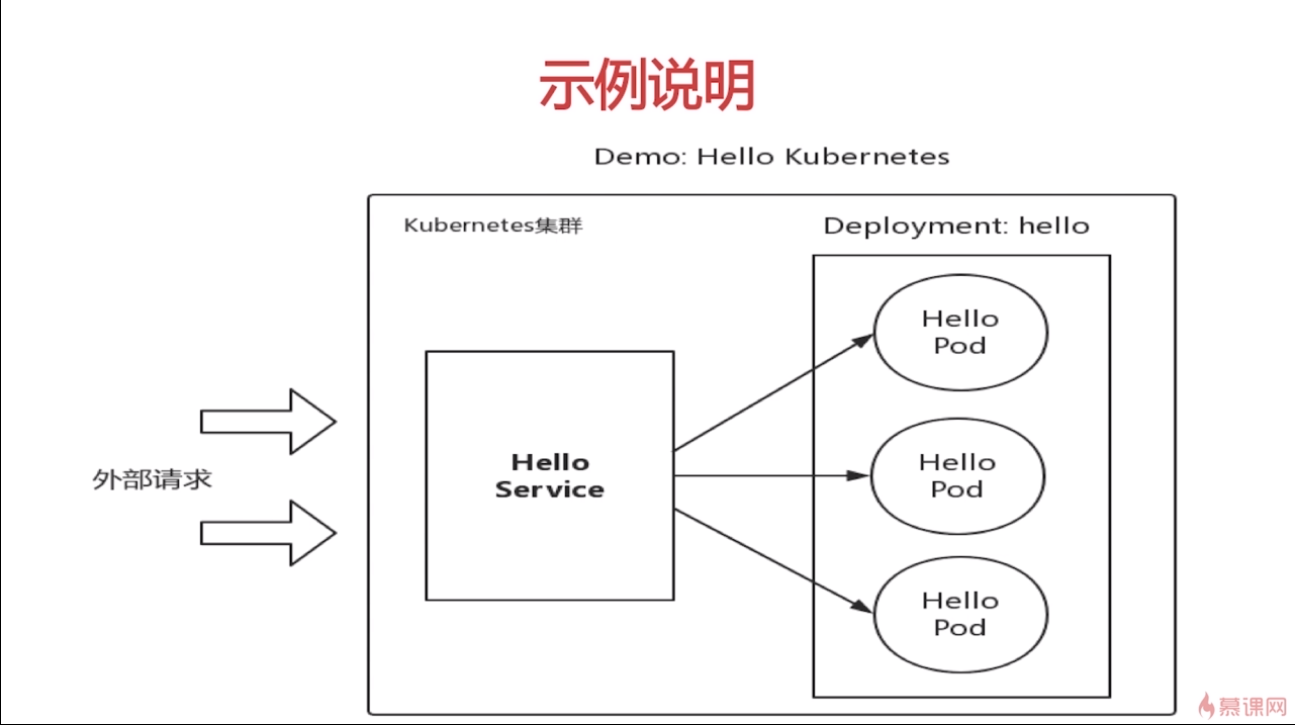 示例说明
Demo: Hello Kubernetes
Kubernetes集群
Deployment: hello
外部请求
Hello
Service
Hello
Pod
Hello
Pod
Hello
Pod
慕课网